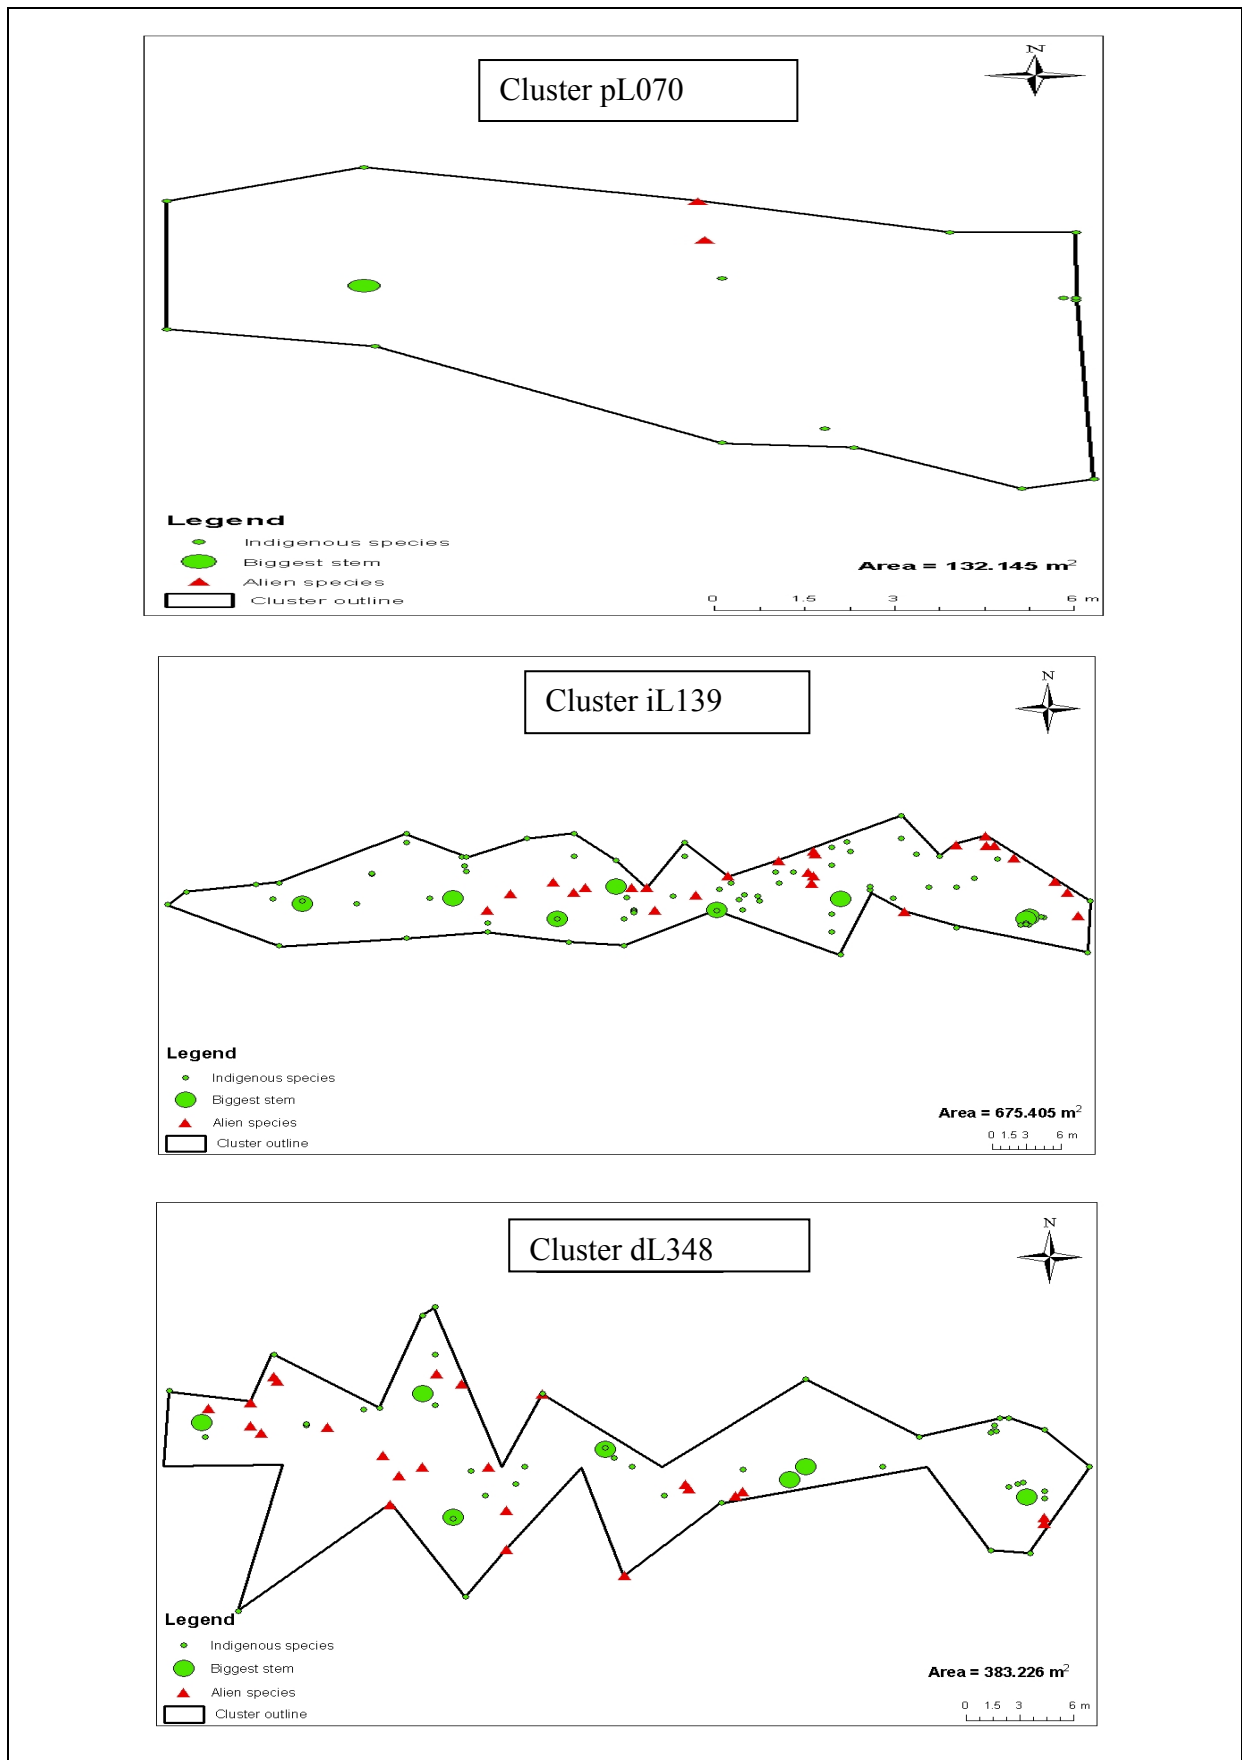 N
Cluster pL070
Legend
Indigenous species
Biggest stem
Alien species
Cluster outline
Area = 132.145 m²
0 1.5 3 6 m
N
Cluster iL139
Legend
Indigenous species
Biggest stem
Alien species
Cluster outline
Area = 675.405 m²
0 1.5 3 6 m
N
Cluster dL348
Legend
Indigenous species
Biggest stem
Alien species
Cluster outline
Area = 383.226 m²
0 1.5 3 6 m